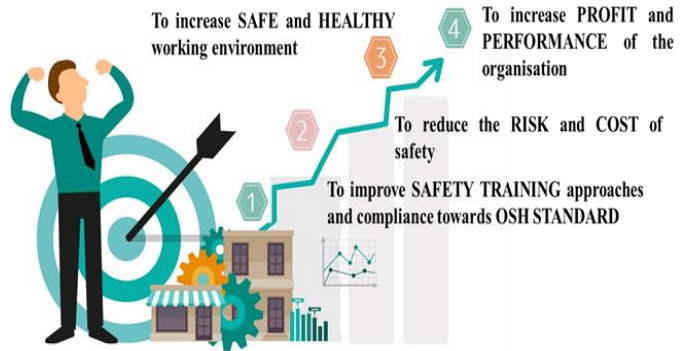 To increase SAFE and HEALTHY
working environment
3
4
To increase PROFIT and
PERFORMANCE of the
organisation
2
To reduce the RISK and COST of
safety
1
To improve SAFETY TRAINING approaches
and compliance towards OSH STANDARD